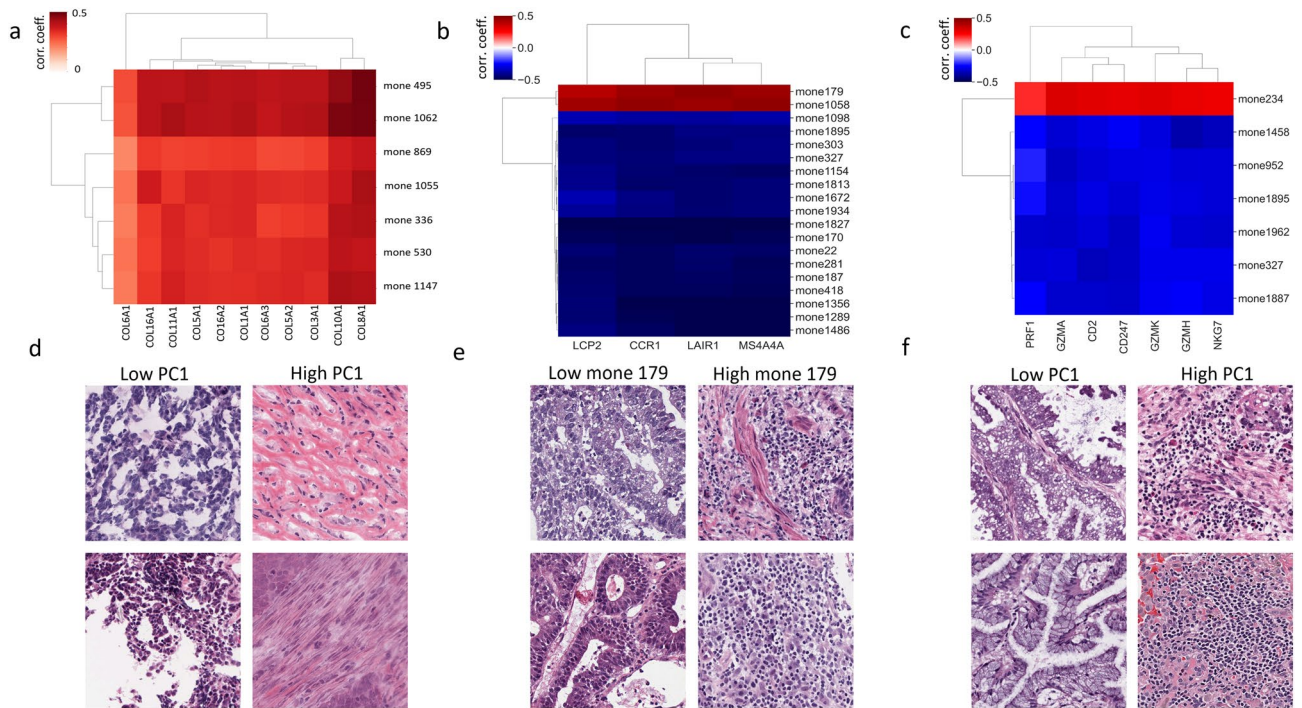 a
corr. coeff.
0.5
0
mone 495
mone 1062
mone 869
mone 1055
mone 336
mone 530
mone 1147
COL6A1
COL16A1
COL11A1
COL5A1
COL16A2
COL1A1
COL6A3
COL5A2
COL3A1
COL10A1
COL8A1
b
corr. coeff.
0.5
0.0
−0.5
mone179
mone1058
mone1098
mone1895
mone303
mone327
mone1154
mone1813
mone1672
mone1934
mone1827
mone170
mone22
mone281
mone187
mone418
mone1356
mone1289
mone1486
LCP2 CCR1 LAIR1 MS4A4A
c
corr. coeff.
0.5
0.0
−0.5
mone234
mone1458
mone952
mone1895
mone1962
mone327
mone1887
PRF1
GZMA
CD2
CD247
GZMK
GZMH
NKG7
d
Low PC1 High PC1
e
Low mone 179 High mone 179
f
Low PC1 High PC1